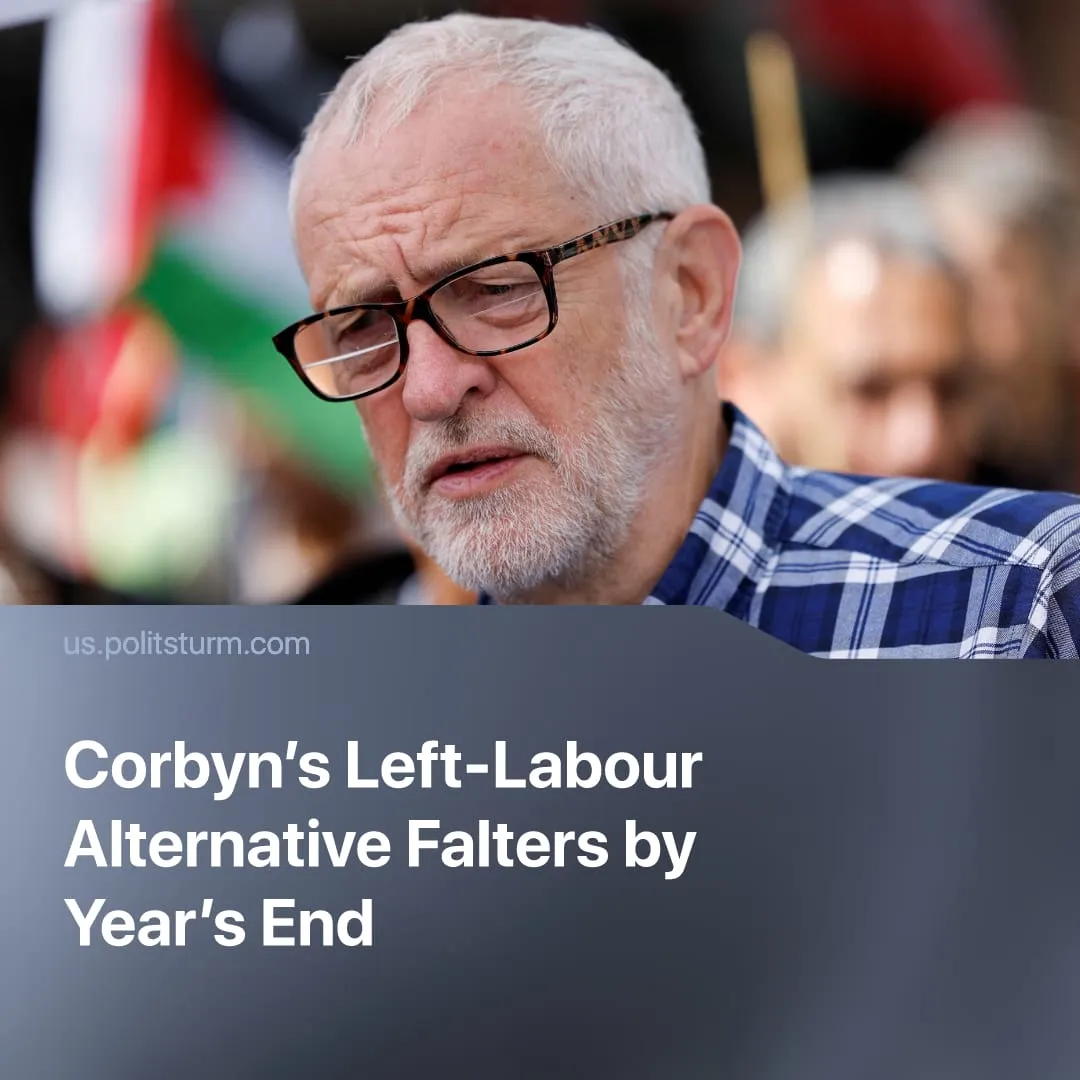 us.politsturm.com
Corbyn’s Left-Labour
Alternative Falters by
Year’s End